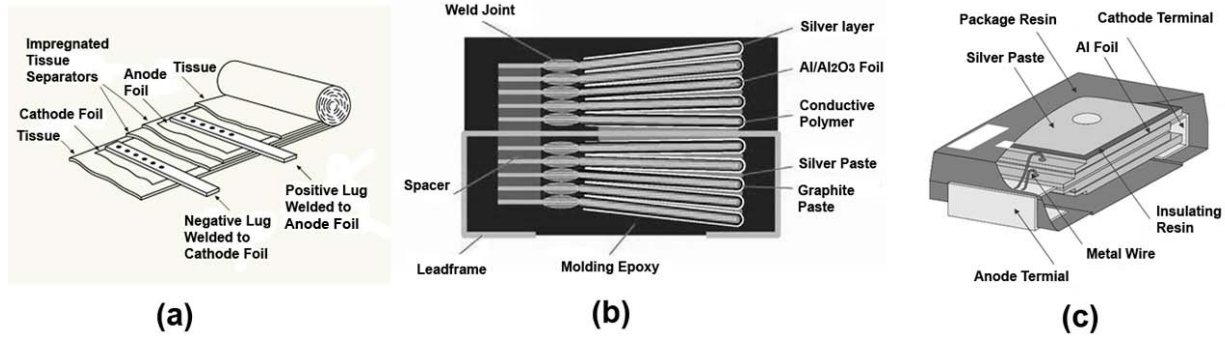 Impregnated
Tissue
Separators
Anode
Foil
Tissue
Cathode Foil
Tissue
Positive Lug
Welded to
Anode Foil
Negative Lug
Welded to
Cathode Foil
(a)
Weld Joint
Silver layer
Al/Al2O3 Foil
Conductive
Polymer
Silver Paste
Graphite
Paste
Spacer
Leadframe
Molding Epoxy
(b)
Package Resin
Cathode Terminal
Silver Paste
Al Foil
Insulating
Resin
Metal Wire
Anode Termial
(c)